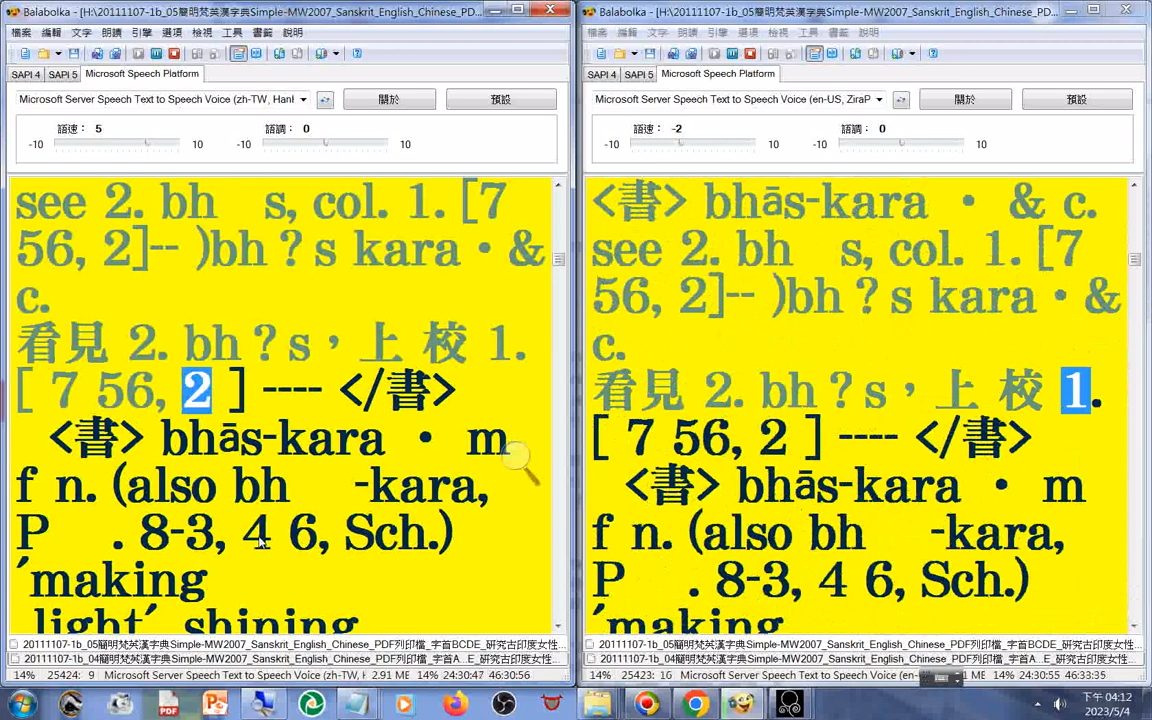 Balabolka - [H:\20111107-1b_05簡明梵英漢字典Simple-MW2007_Sanskrit_English_Chinese_PD...
檔案 編輯 文字 朗讀 引擎 選項 檢視 工具 書籤 說明
SAPI 4 SAPI 5 Microsoft Speech Platform
Microsoft Server Speech Text to Speech Voice (zh-TW, Hanl 關於 預設
語速： 5 語調： 0
-10 10 -10 10
see 2. bh s, col. 1. [7
56, 2]-- )bh？s kara・&
c.
看見 2. bh？s，上 校 1.
[ 7 56, 2 ] ---- </書>
<書> bhās-kara ・ m
f n. (also bh -kara,
P . 8-3, 4 6, Sch.)
′making
light′ shining
20111107-1b_05簡明梵英漢字典Simple-MW2007_Sanskrit_English_Chinese_PDF列印檔_字首BCDE_研究古印度女性...
20111107-1b_04簡明梵英漢字典Simple-MW2007_Sanskrit_English_Chinese_PDF列印檔_字首A...E_研究古印度女性...
14% 25424: 9 Microsoft Server Speech Text to Speech Voice (zh-TW, H 2.91 ME 14% 24:30:47 46:30:56
Balabolka - [H:\20111107-1b_05簡明梵英漢字典Simple-MW2007_Sanskrit_English_Chinese_PD...
檔案 編輯 文字 朗讀 引擎 選項 檢視 工具 書籤 說明
SAPI 4 SAPI 5 Microsoft Speech Platform
Microsoft Server Speech Text to Speech Voice (en-US, ZiraP 關於 預設
語速： -2 語調： 0
-10 10 -10 10
<書> bhās-kara ・ & c.
see 2. bh s, col. 1. [7
56, 2]-- )bh？s kara・&
c.
看見 2. bh？s，上 校 1.
[ 7 56, 2 ] ---- </書>
<書> bhās-kara ・ m
f n. (also bh -kara,
P . 8-3, 4 6, Sch.)
′making
20111107-1b_05簡明梵英漢字典Simple-MW2007_Sanskrit_English_Chinese_PDF列印檔_字首BCDE_研究古印度女性...
20111107-1b_04簡明梵英漢字典Simple-MW2007_Sanskrit_English_Chinese_PDF列印檔_字首A...E_研究古印度女性...
14% 25423: 16 Microsoft Server Speech Text to Speech Voice 14% 24:30:55 46:33:35
PDF
下午 04:12
2023/5/4